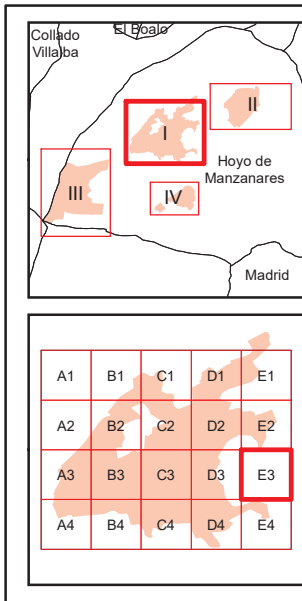 Collado
Villalba
El Boalo
I
II
Hoyo de
Manzanares
III
IV
Madrid
A1 B1 C1 D1 E1
A2 B2 C2 D2 E2
A3 B3 C3 D3 E3
A4 B4 C4 D4 E4